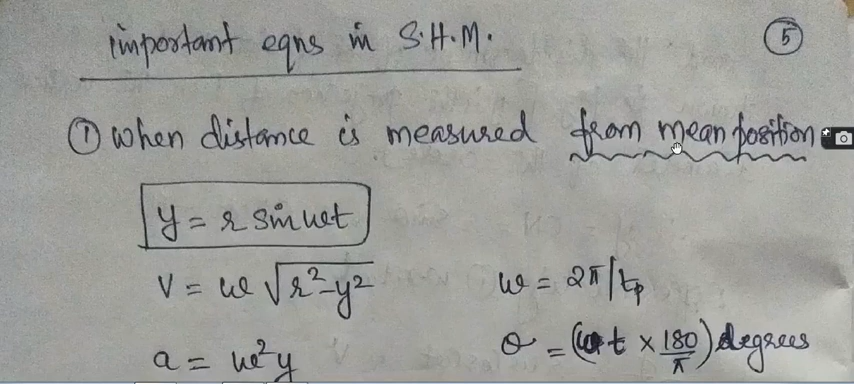 important eqns in S.H.M.
5
① when distance is measured from mean position
y = r sin ωt
v = ω √r²-y²
ω = 2π/tp
a = ω²y
θ = (ωt × 180/π) degrees